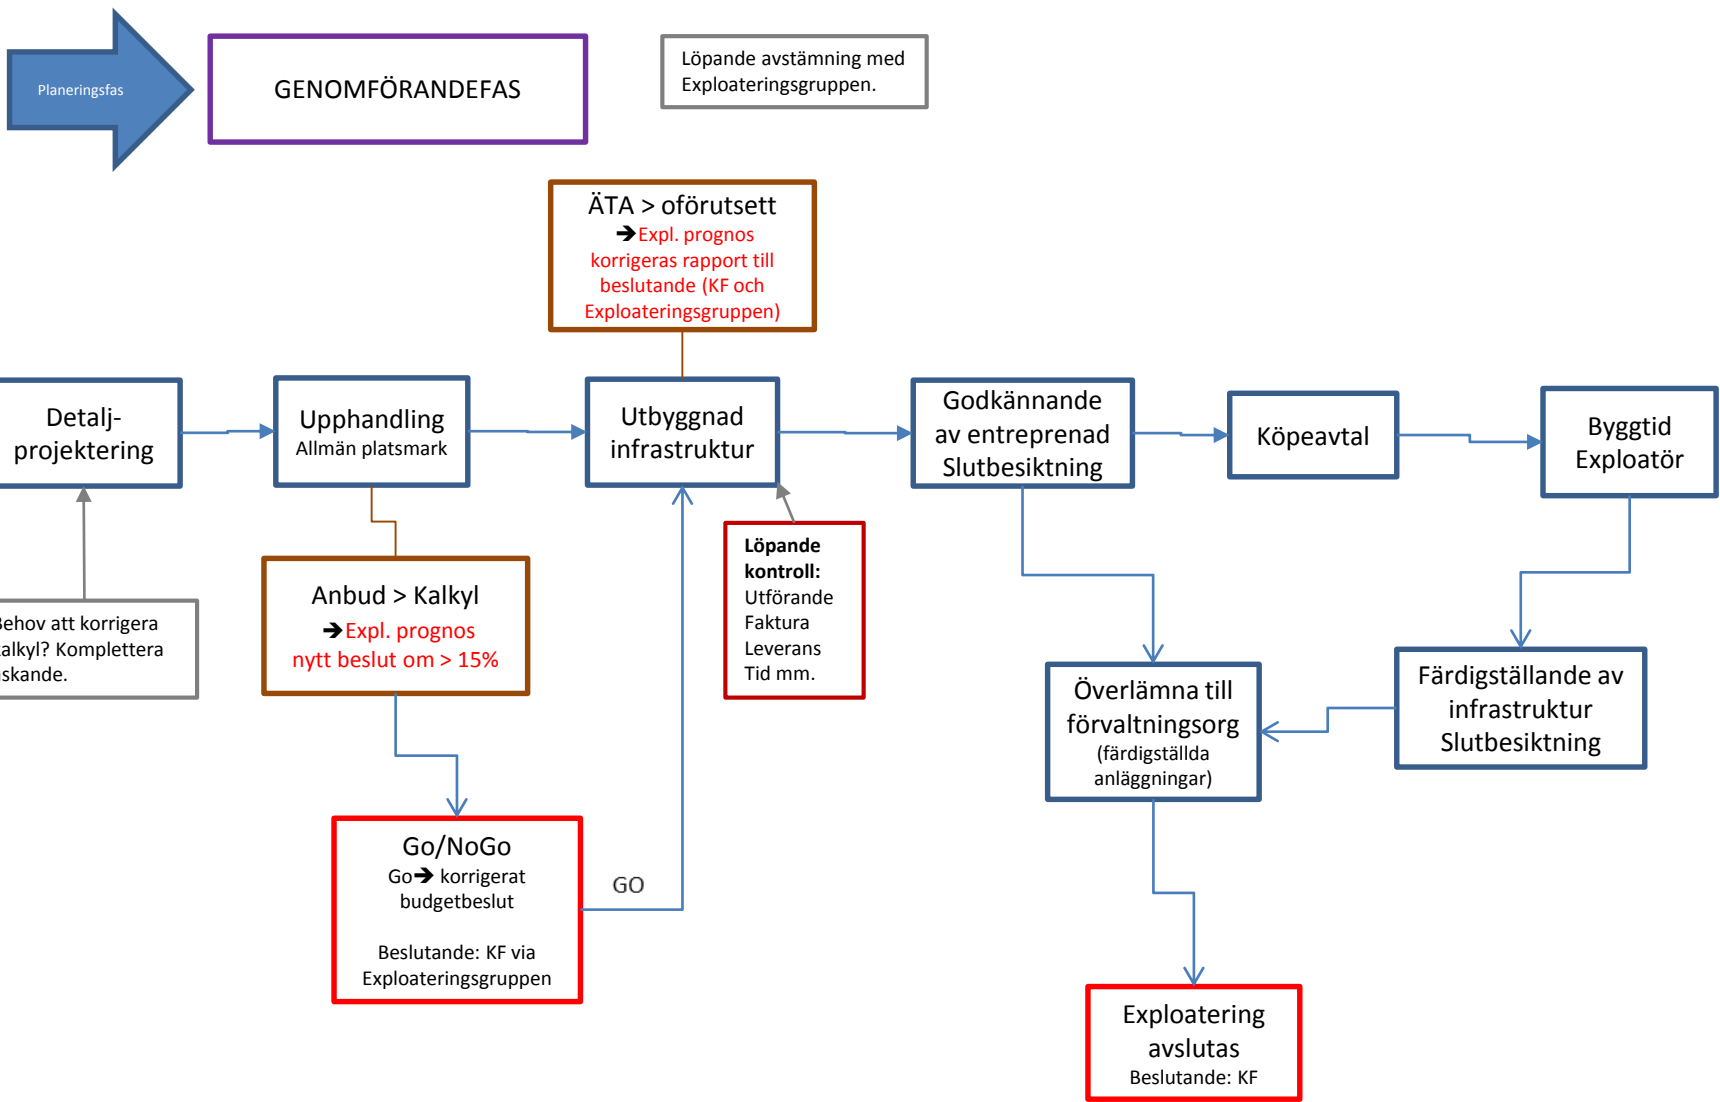 Planeringsfas
GENOMFÖRANDEFAS
Löpande avstämning med
Exploateringsgruppen.
ÄTA > oförutsett
➔Expl. prognos
korrigeras rapport till
beslutande (KF och
Exploateringsgruppen)
Detalj-
projektering
Upphandling
Allmän platsmark
Utbyggnad
infrastruktur
Godkännande
av entreprenad
Slutbesiktning
Köpeavtal
Byggtid
Exploatör
Behov att korrigera
kalkyl? Komplettera
äskande.
Anbud > Kalkyl
➔Expl. prognos
nytt beslut om > 15%
Löpande
kontroll:
Utförande
Faktura
Leverans
Tid mm.
Överlämna till
förvaltningsorg
(färdigställda
anläggningar)
Färdigställande av
infrastruktur
Slutbesiktning
Go/NoGo
Go➔ korrigerat
budgetbeslut
Beslutande: KF via
Exploateringsgruppen
GO
Exploatering
avslutas
Beslutande: KF